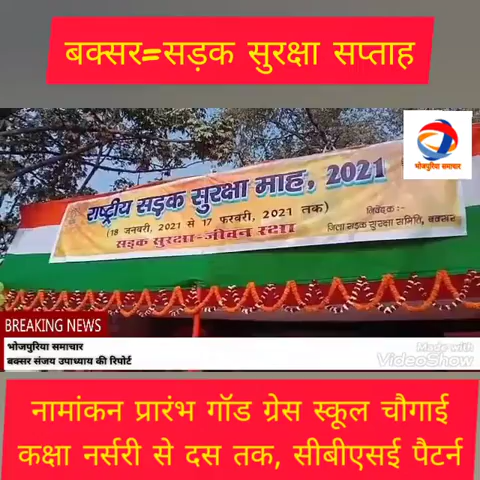 बक्सर=सड़क सुरक्षा सप्ताह
भोजपुरिया समाचार
राष्ट्रीय सड़क सुरक्षा माह, 2021
(18 जनवरी, 2021 से 17 फरवरी, 2021 तक)
सड़क सुरक्षा-जीवन रक्षा
निवेदक :-
जिला सड़क सुरक्षा समिति, बक्सर
BREAKING NEWS
भोजपुरिया समाचार
बक्सर संजय उपाध्याय की रिपोर्ट
Made with
VideoShow
नामांकन प्रारंभ गॉड ग्रेस स्कूल चौगाई
कक्षा नर्सरी से दस तक, सीबीएसई पैटर्न